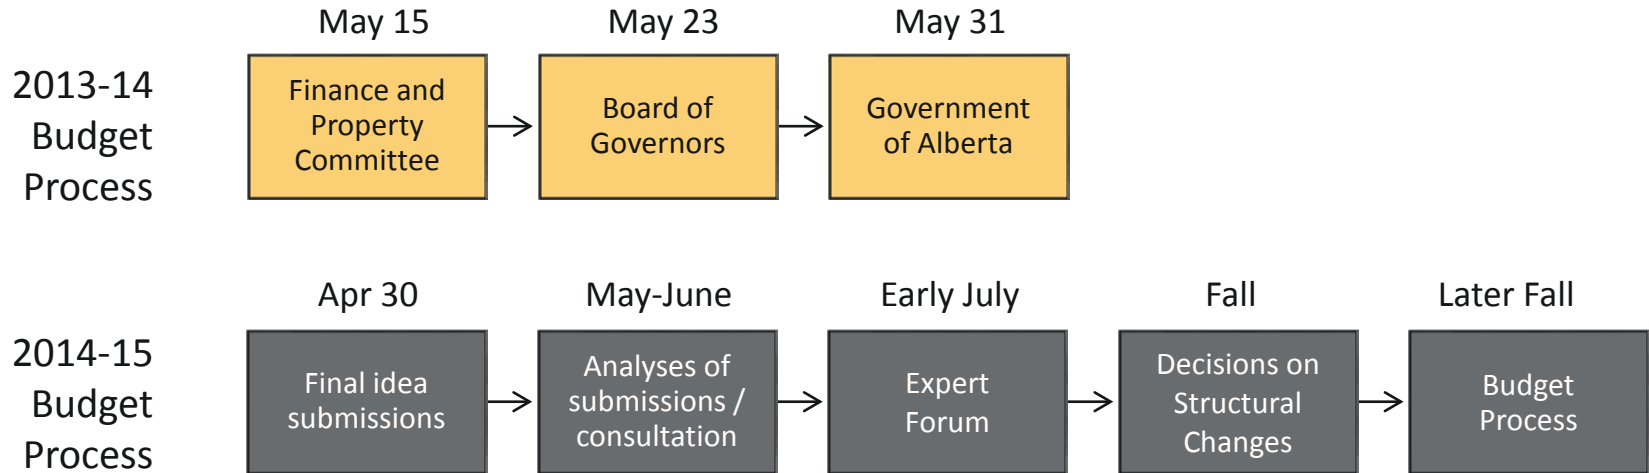 May 15
May 23
May 31
2013-14
Budget
Process
Finance and
Property
Committee
Board of
Governors
Government
of Alberta
Apr 30
May-June
Early July
Fall
Later Fall
2014-15
Budget
Process
Final idea
submissions
Analyses of
submissions /
consultation
Expert
Forum
Decisions on
Structural
Changes
Budget
Process